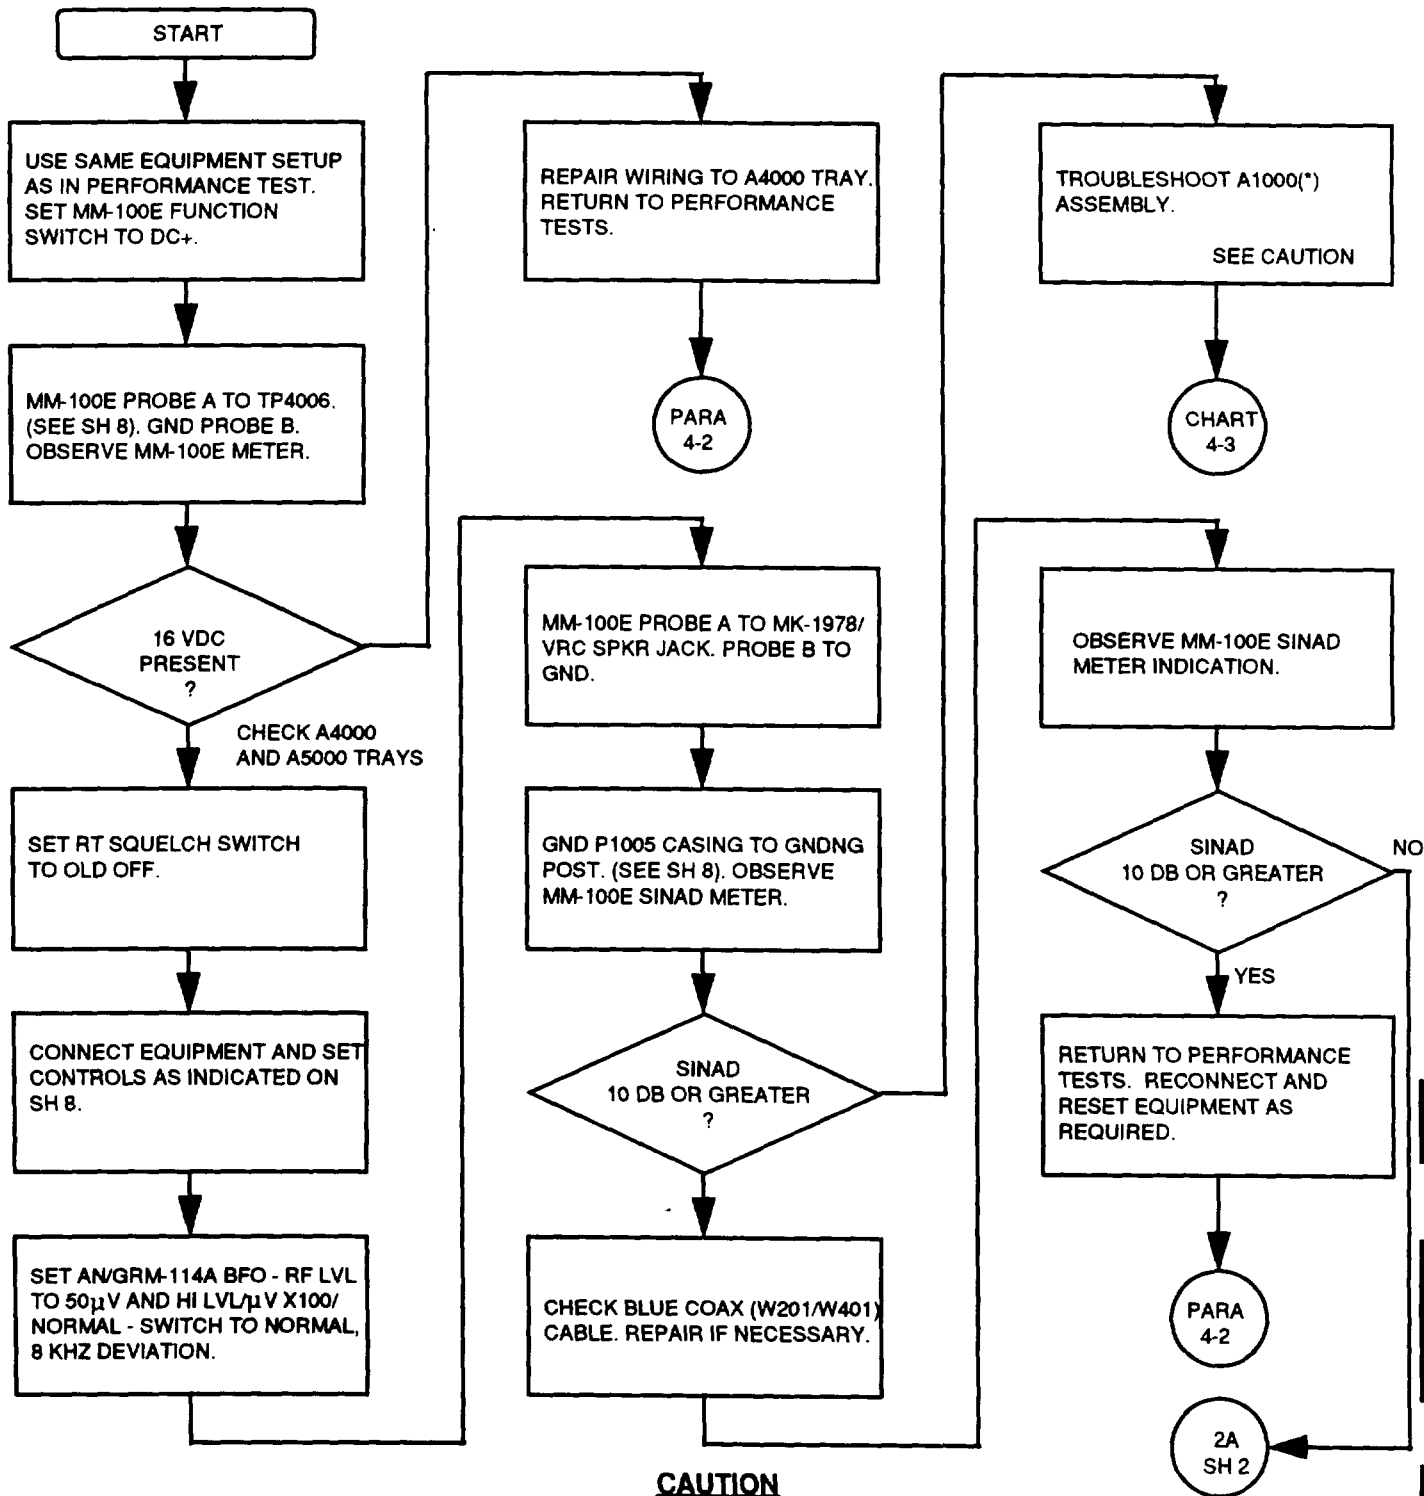 START
USE SAME EQUIPMENT SETUP
AS IN PERFORMANCE TEST.
SET MM-100E FUNCTION
SWITCH TO DC+.
MM-100E PROBE A TO TP4006.
(SEE SH 8). GND PROBE B.
OBSERVE MM-100E METER.
16 VDC
PRESENT
?
CHECK A4000
AND A5000 TRAYS
SET RT SQUELCH SWITCH
TO OLD OFF.
CONNECT EQUIPMENT AND SET
CONTROLS AS INDICATED ON
SH 8.
SET AN/GRM-114A BFO - RF LVL
TO 50µV AND HI LVL/µV X100/
NORMAL - SWITCH TO NORMAL,
8 KHZ DEVIATION.
REPAIR WIRING TO A4000 TRAY.
RETURN TO PERFORMANCE
TESTS.
PARA
4-2
MM-100E PROBE A TO MK-1978/
VRC SPKR JACK. PROBE B TO
GND.
GND P1005 CASING TO GNDNG
POST. (SEE SH 8). OBSERVE
MM-100E SINAD METER.
SINAD
10 DB OR GREATER
?
CHECK BLUE COAX (W201/W401)
CABLE. REPAIR IF NECESSARY.
TROUBLESHOOT A1000(*)
ASSEMBLY.
SEE CAUTION
CHART
4-3
OBSERVE MM-100E SINAD
METER INDICATION.
SINAD
10 DB OR GREATER
?
NO
YES
RETURN TO PERFORMANCE
TESTS. RECONNECT AND
RESET EQUIPMENT AS
REQUIRED.
PARA
4-2
2A
SH 2
CAUTION